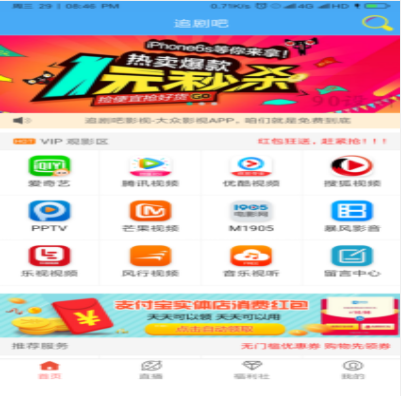 周三 29 | 08:46 PM 0.71K/s 4G HD
追剧吧
iPhone6s等你来拿!
热卖爆款
1元秒杀
捡便宜抢好拨GO
追剧吧影视-大众影视APP，咱们就是免费到底
HOT VIP 观影区 红包狂送，赶紧抢!!!
爱奇艺 腾讯视频 优酷视频 搜狐视频
PPTV 芒果视频 M1905 暴风影音
乐视视频 风行视频 音乐视听 留言中心
支付宝实体店消费红包
天天可以领 天天可以用
点击自动领取
推荐服务 无门槛优惠券 购物先领券
首页 直播 福利社 我的